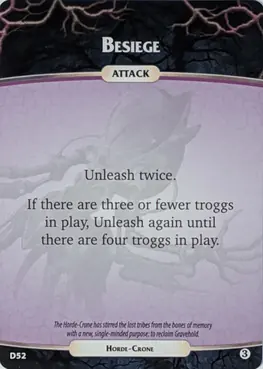 BESIEGE
ATTACK
Unleash twice.
If there are three or fewer troggs
in play, Unleash again until
there are four troggs in play.
The Horde-Crone has stirred the lost tribes from the bones of memory
with a new, single-minded purpose; to reclaim Gravehold.
HORDE-CRONE
D52
3